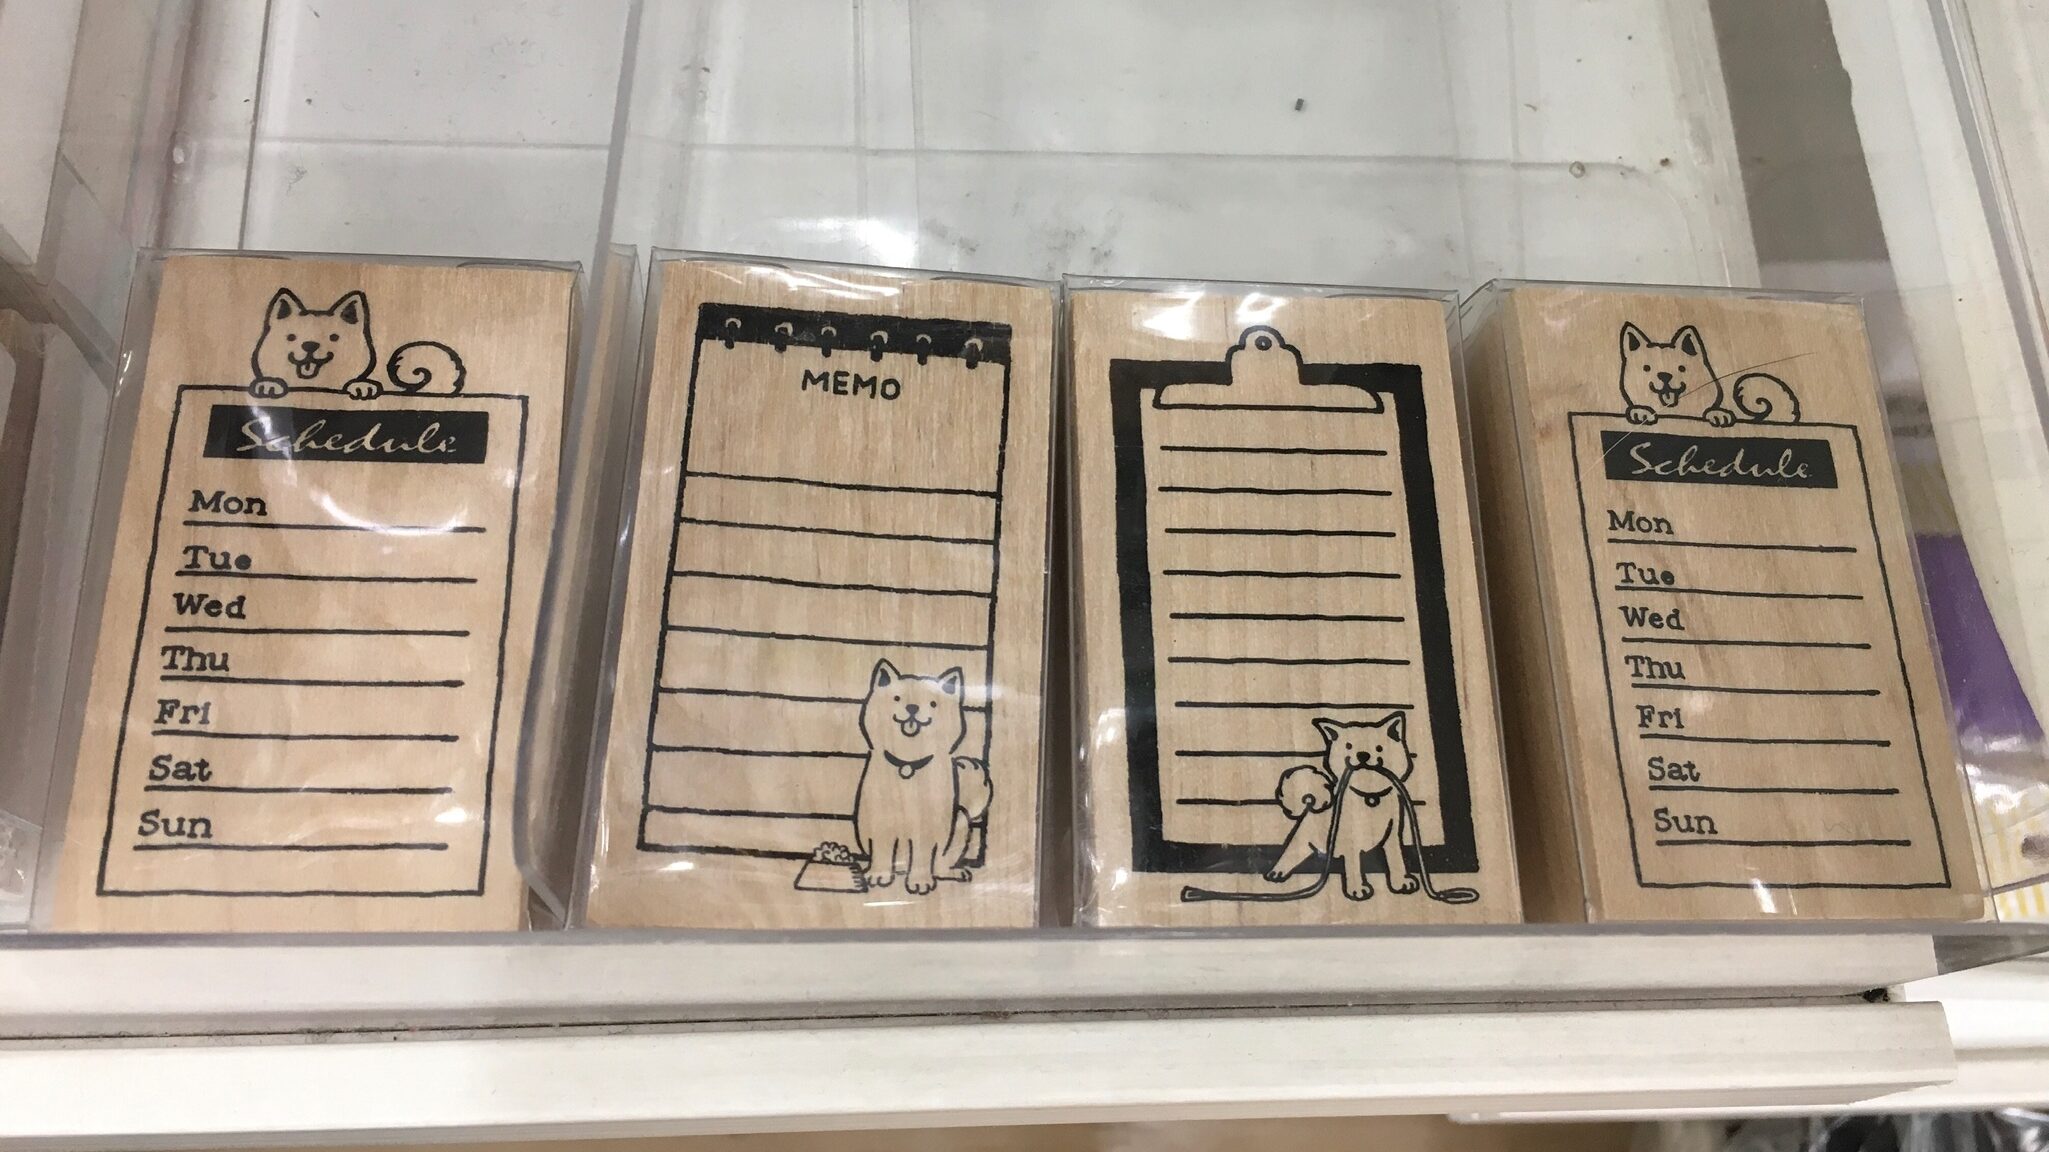 Schedule
Mon
Tue
Wed
Thu
Fri
Sat
Sun
MEMO
Schedule
Mon
Tue
Wed
Thu
Fri
Sat
Sun